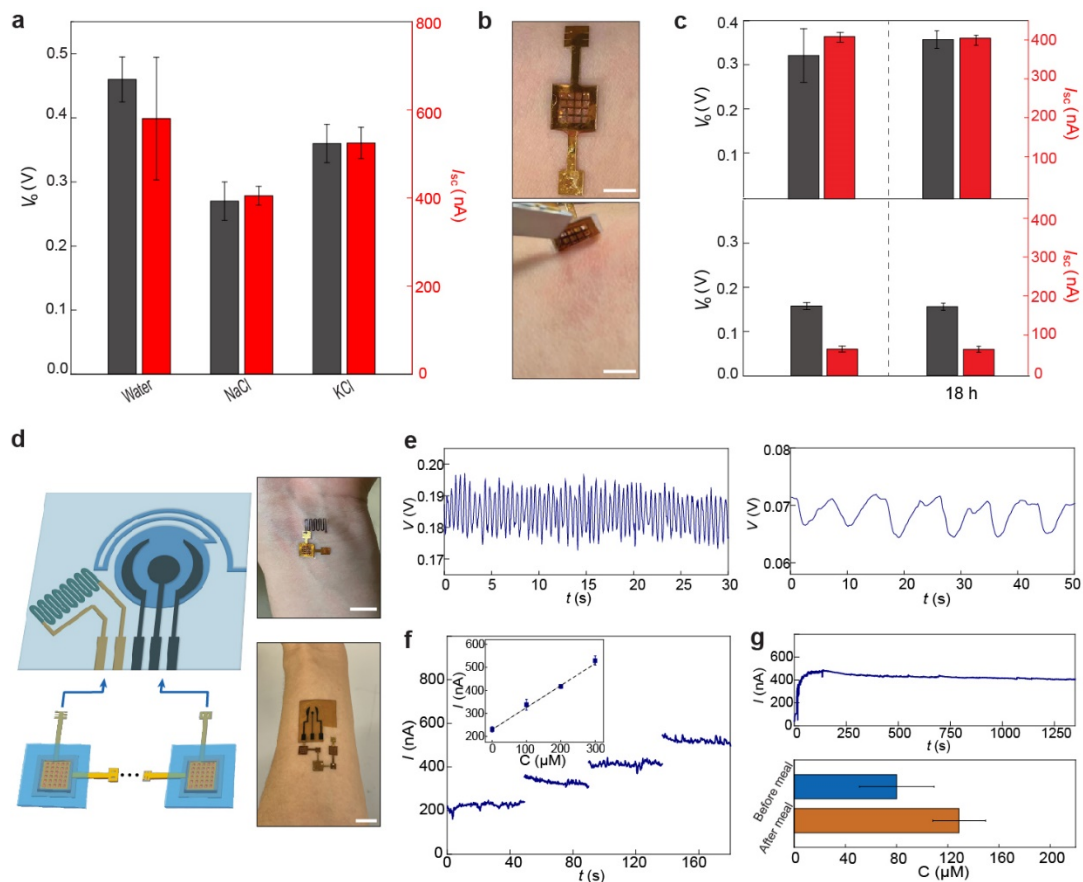 a
V₀ (V)
0.5
0.4
0.3
0.2
0.1
0.0
Water
NaCl
KCl
800
600
400
200
0
Isc (nA)
b
c
V₀ (V)
0.4
0.3
0.2
0.1
0.4
400
300
200
100
Isc (nA)
V₀ (V)
0.3
0.2
0.1
0.0
400
300
200
100
0
Isc (nA)
18 h
d
e
V (V)
0.20
0.19
0.18
0.17
0 5 10 15 20 25 30
t (s)
V (V)
0.08
0.07
0.06
0 10 20 30 40 50
t (s)
f
I (nA)
800
600
400
200
0
0 40 80 120 160
t (s)
I (nA)
600
500
400
300
200
0 100 200 300
C (µM)
g
I (nA)
600
400
200
0
0 250 500 750 1000 1250
t (s)
Before meal
After meal
0 40 80 120 160 200
C (µM)